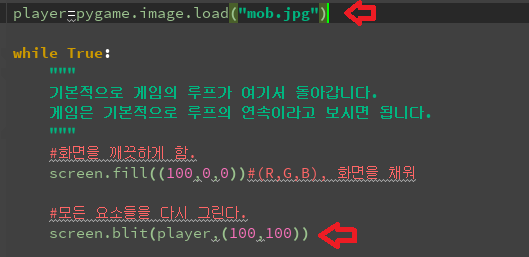 player=pygame.image.load("mob.jpg")
while True:
"""
기본적으로 게임의 루프가 여기서 돌아갑니다.
게임은 기본적으로 루프의 연속이라고 보시면 됩니다.
"""
#화면을 깨끗하게 함.
screen.fill((100,0,0))#(R,G,B), 화면을 채워
#모든 요소들을 다시 그린다.
screen.blit(player,(100,100))